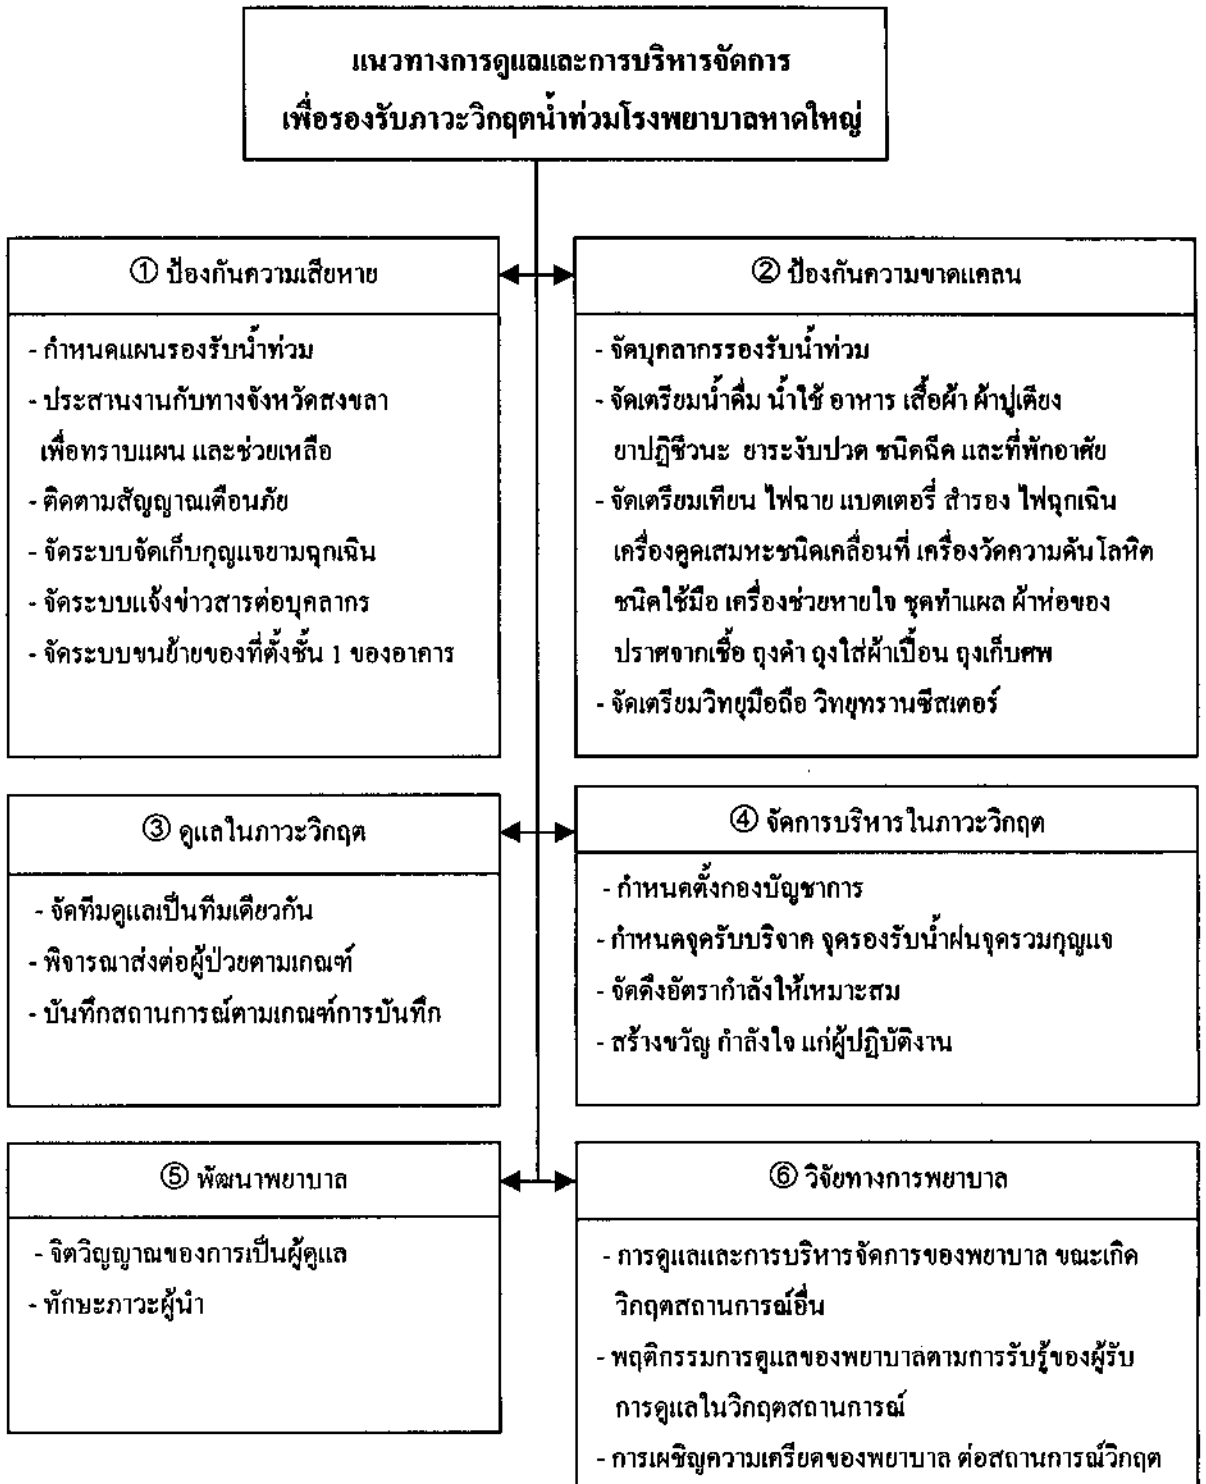 แนวทางการดูแลและการบริหารจัดการ
เพื่อรองรับภาวะวิกฤตน้ำท่วมโรงพยาบาลหาดใหญ่
① ป้องกันความเสียหาย
- กำหนดแผนรองรับน้ำท่วม
- ประสานงานกับทางจังหวัดสงขลา
เพื่อทราบแผน และช่วยเหลือ
- ติดตามสัญญาณเตือนภัย
- จัดระบบจัดเก็บกุญแจยามฉุกเฉิน
- จัดระบบแจ้งข่าวสารต่อบุคลากร
- จัดระบบขนย้ายของที่ตั้งชั้น 1 ของอาการ
② ป้องกันความขาดแคลน
- จัดบุคลากรรองรับน้ำท่วม
- จัดเตรียมน้ำดื่ม น้ำใช้ อาหาร เสื้อผ้า ผ้าปูเตียง
ยาปฏิชีวนะ ยาระงับปวด ชนิดฉีด และที่พักอาศัย
- จัดเตรียมเทียน ไฟฉาย แบตเตอรี่ สำรอง ไฟฉุกเฉิน
เครื่องดูดเสมหะชนิดเคลื่อนที่ เครื่องวัดความดันโลหิต
ชนิดใช้มือ เครื่องช่วยหายใจ ชุดทำแผล ผ้าห่อของ
ปราศจากเชื้อ ถุงดำ ถุงใส่ผ้าเปื้อน ถุงเก็บศพ
- จัดเตรียมวิทยุมือถือ วิทยุทรานซีสเตอร์
③ ดูแลในภาวะวิกฤต
- จัดทีมดูแลเป็นทีมเดียวกัน
- พิจารณาส่งต่อผู้ป่วยตามเกณฑ์
- บันทึกสถานการณ์ตามเกณฑ์การบันทึก
④ จัดการบริหารในภาวะวิกฤต
- กำหนดตั้งกองบัญชาการ
- กำหนดจุดรับบริจาค จุดรองรับน้ำฝนจุดรวมกุญแจ
- จัดดึงอัตรากำลังให้เหมาะสม
- สร้างขวัญ กำลังใจ แก่ผู้ปฏิบัติงาน
⑤ พัฒนาพยาบาล
- จิตวิญญาณของการเป็นผู้ดูแล
- ทักษะภาวะผู้นำ
⑥ วิจัยทางการพยาบาล
- การดูแลและการบริหารจัดการของพยาบาล ขณะเกิด
วิกฤตสถานการณ์อื่น
- พฤติกรรมการดูแลของพยาบาลตามการรับรู้ของผู้รับ
การดูแลในวิกฤตสถานการณ์
- การเผชิญความเครียดของพยาบาล ต่อสถานการณ์วิกฤต